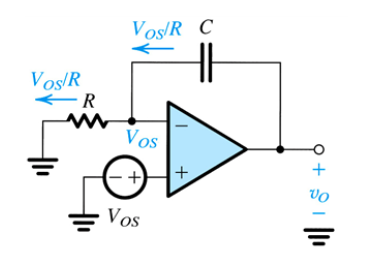 V_OS/R C
V_OS/R
R
V_OS −
− + +
V_OS
+
v_O
−